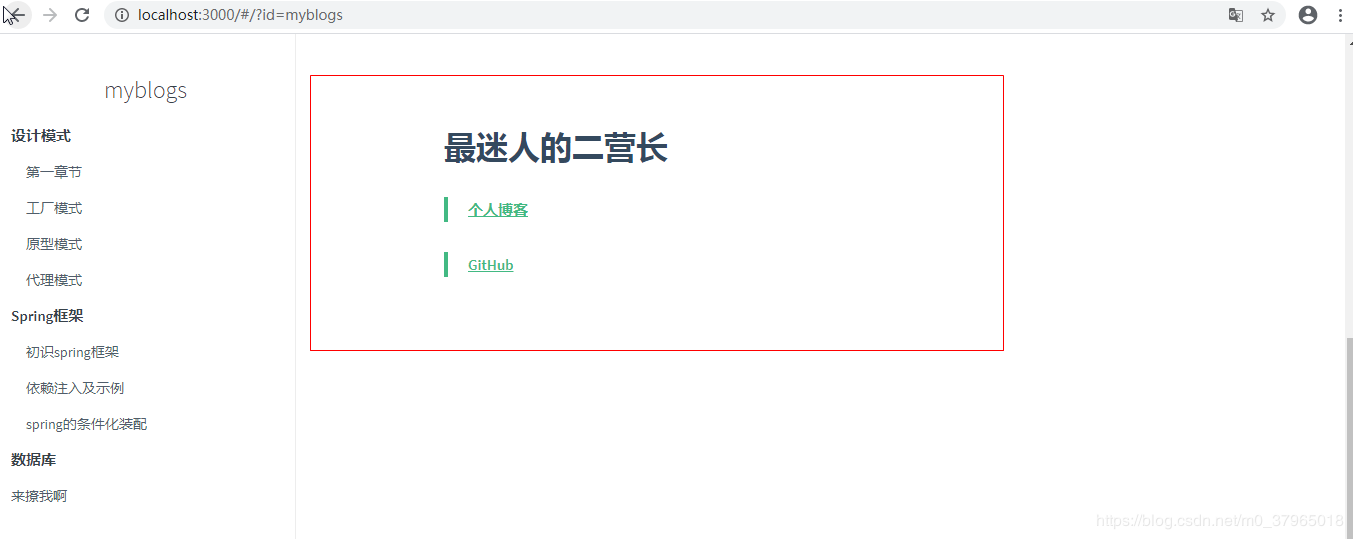 localhost:3000/#/?id=myblogs
myblogs
设计模式
第一章节
工厂模式
原型模式
代理模式
Spring框架
初识spring框架
依赖注入及示例
spring的条件化装配
数据库
来擦我啊
最迷人的二营长
个人博客
GitHub
https://blog.csdn.net/m0_37965018